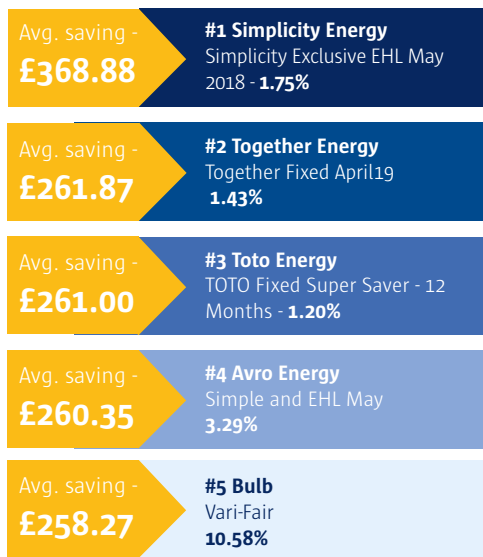 Avg. saving -
£368.88
#1 Simplicity Energy
Simplicity Exclusive EHL May
2018 - 1.75%
Avg. saving -
£261.87
#2 Together Energy
Together Fixed April19
1.43%
Avg. saving -
£261.00
#3 Toto Energy
TOTO Fixed Super Saver - 12
Months - 1.20%
Avg. saving -
£260.35
#4 Avro Energy
Simple and EHL May
3.29%
Avg. saving -
£258.27
#5 Bulb
Vari-Fair
10.58%